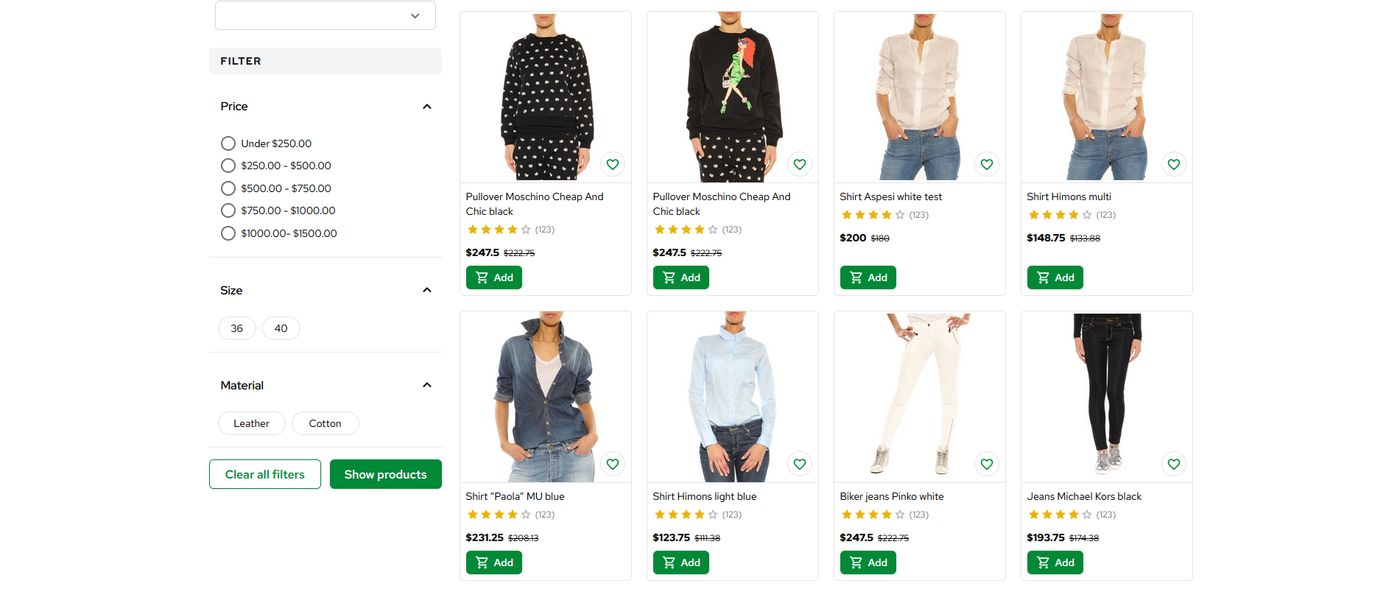 FILTER
Price
Under $250.00
$250.00 - $500.00
$500.00 - $750.00
$750.00 - $1000.00
$1000.00- $1500.00
Size
36 40
Material
Leather Cotton
Clear all filters Show products
Pullover Moschino Cheap And
Chic black
(123)
$247.5 $222.75
Add
Pullover Moschino Cheap And
Chic black
(123)
$247.5 $222.75
Add
Shirt Aspesi white test
(123)
$200 $180
Add
Shirt Himons multi
(123)
$148.75 $133.88
Add
Shirt "Paola" MU blue
(123)
$231.25 $208.13
Add
Shirt Himons light blue
(123)
$123.75 $111.38
Add
Biker jeans Pinko white
(123)
$247.5 $222.75
Add
Jeans Michael Kors black
(123)
$193.75 $174.38
Add